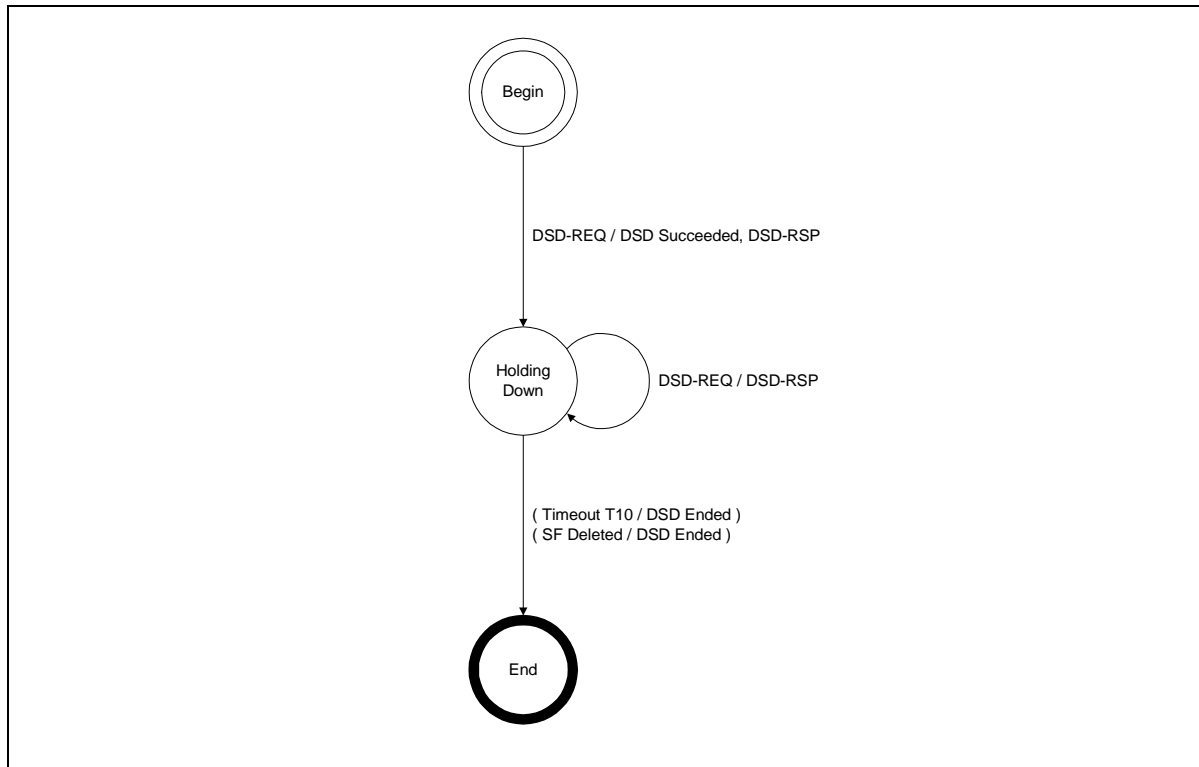 Begin
DSD-REQ / DSD Succeeded, DSD-RSP
Holding
Down
DSD-REQ / DSD-RSP
( Timeout T10 / DSD Ended )
( SF Deleted / DSD Ended )
End